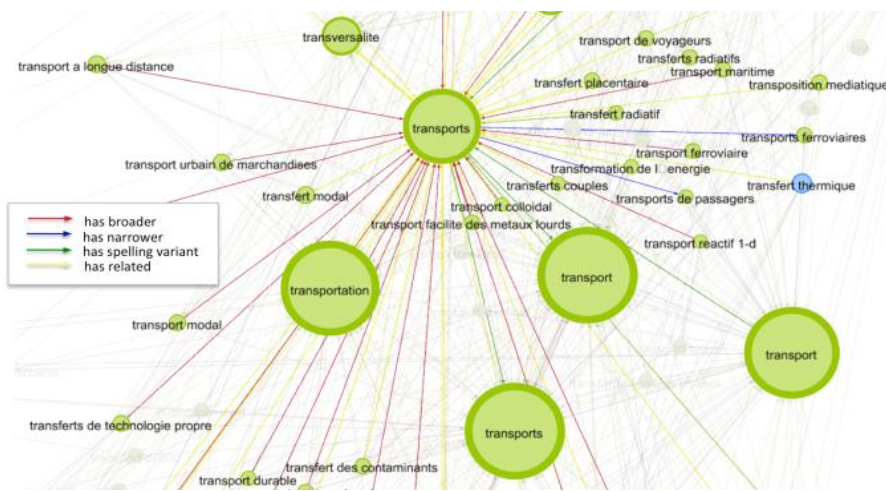 transversalite
transport de voyageurs
transport a longue distance
transferts radiatifs
transport maritime
transfert placentaire
transposition mediatique
transfert radiatif
transports
transports ferroviaires
transport ferroviaire
transport urbain de marchandises
transformation de l energie
transferts couples
transfert thermique
transfert modal
transports de passagers
transport colloidal
has broader
has narrower
has spelling variant
has related
transport facilite des metaux lourds
transport reactif 1-d
transport
transportation
transport modal
transport
transferts de technologie propre
transports
transfert des contaminants
transport durable